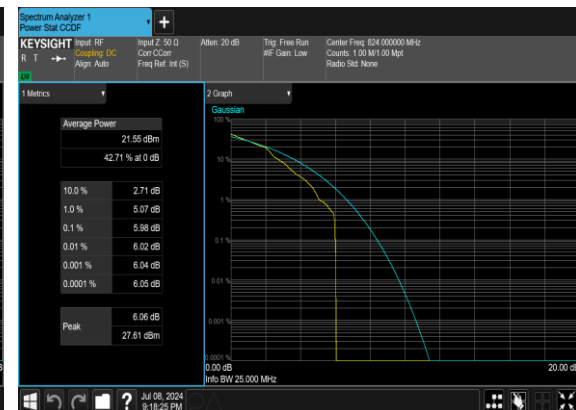 Spectrum Analyzer 1
Power Stat CCDF
+
KEYSIGHT
R T
LW
Input: RF
Coupling: DC
Align: Auto
Input Z: 50 Ω
Corr CCorr
Freq Ref: Int (S)
Atten: 20 dB
Trig: Free Run
#IF Gain: Low
Center Freq: 824.000000 MHz
Counts: 1.00 M/1.00 Mpt
Radio Std: None
1 Metrics
Average Power
21.55 dBm
42.71 % at 0 dB
10.0 % 2.71 dB
1.0 % 5.07 dB
0.1 % 5.98 dB
0.01 % 6.02 dB
0.001 % 6.04 dB
0.0001 % 6.05 dB
Peak
6.06 dB
27.61 dBm
2 Graph
Gaussian
100 %
10 %
1 %
0.1 %
0.01 %
0.001 %
0.0001 %
0.00 dB
20.00 dB
Info BW 25.000 MHz
?
Jul 08, 2024
9:18:25 PM